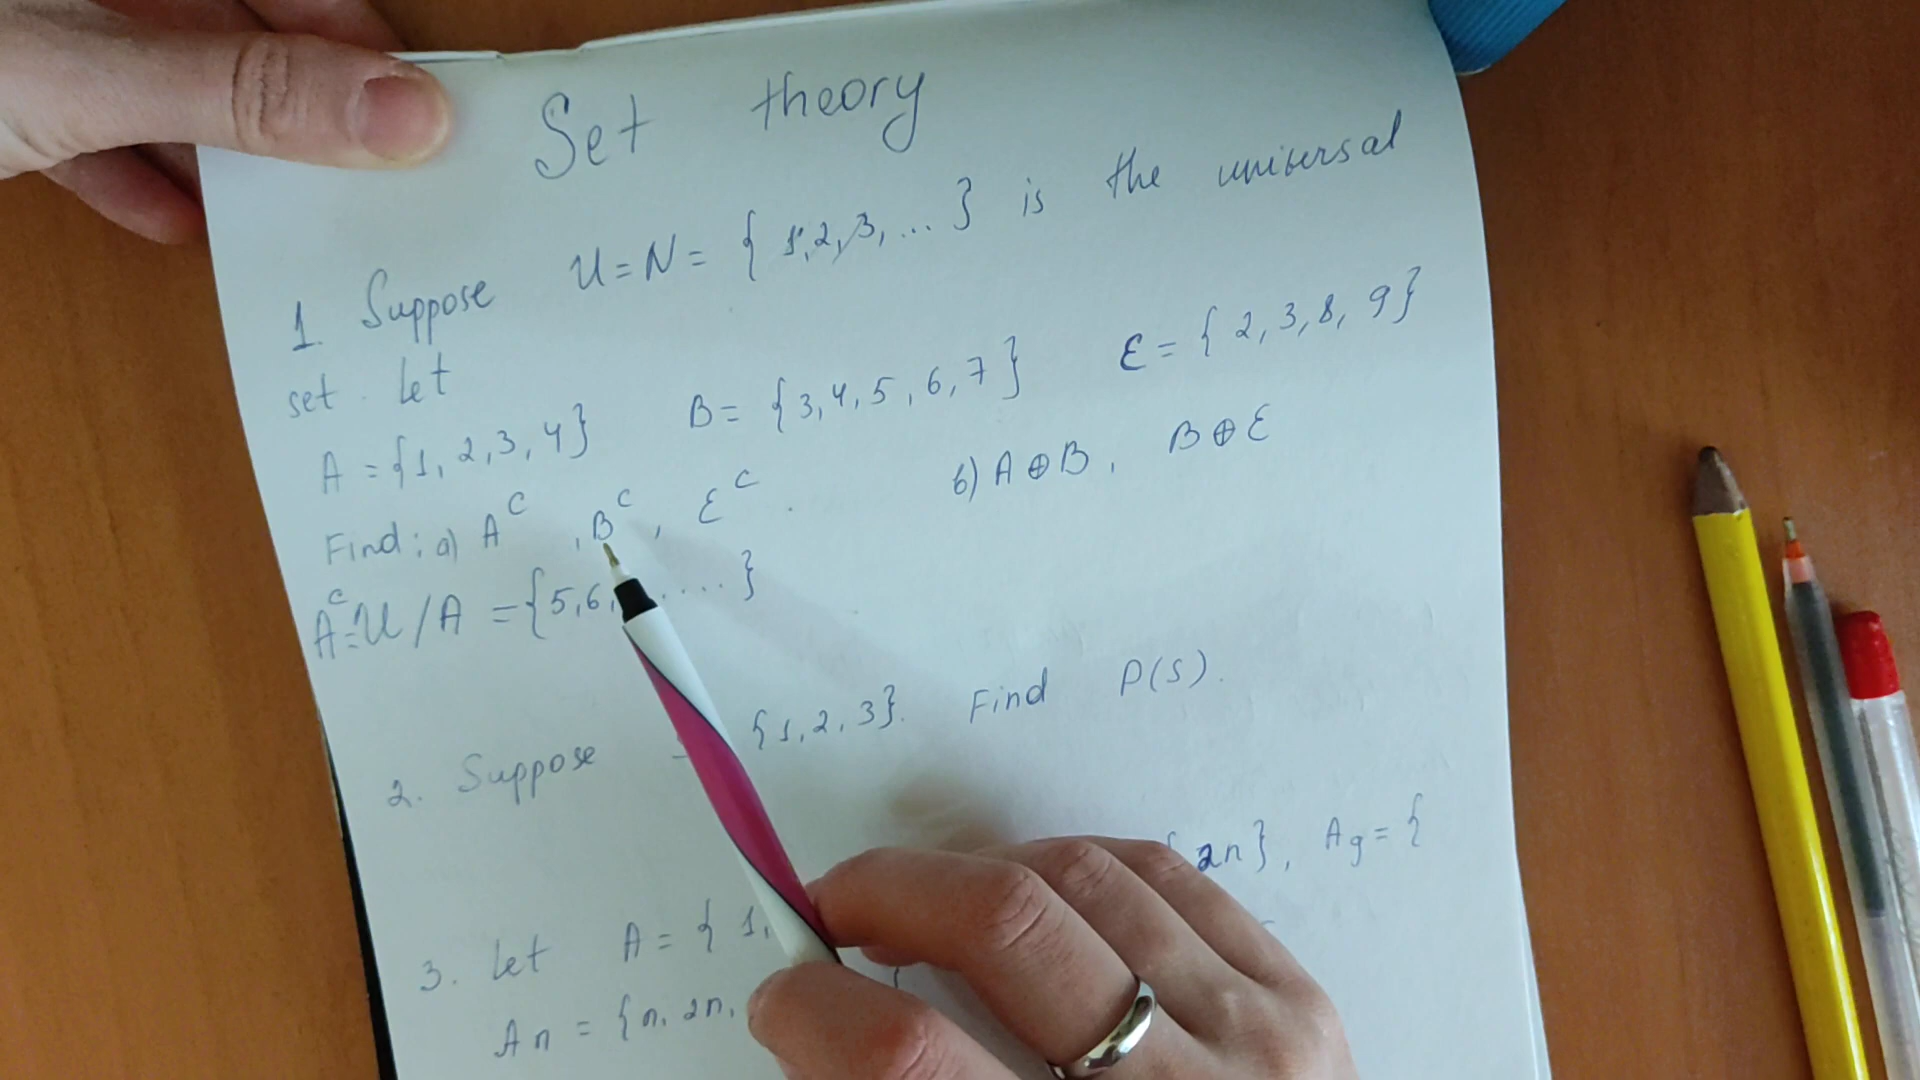 Set theory
1. Suppose U = N = { 1, 2, 3, ... } is the universal
set. Let
A = {1, 2, 3, 4} B = {3, 4, 5, 6, 7} Ɛ = { 2, 3, 8, 9}
Find: a) A^C, B^C, Ɛ^C. b) A ⊕ B, B ⊕ Ɛ
A^C = U / A = {5, 6, .... }
2. Suppose {1, 2, 3}. Find P(S).
3. Let A = { 1, 2n}, Ag = {
An = {n, 2n,